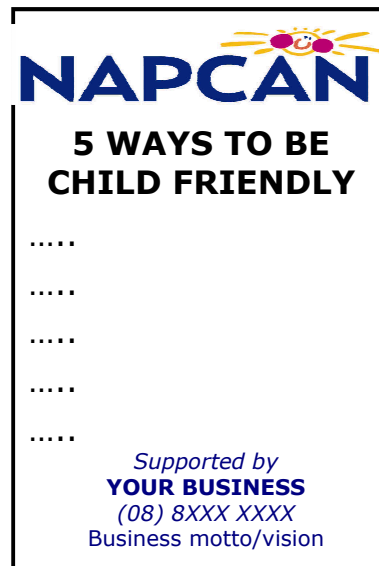 NAPCAN
5 WAYS TO BE
CHILD FRIENDLY
.....
.....
.....
.....
.....
Supported by
YOUR BUSINESS
(08) 8XXX XXXX
Business motto/vision